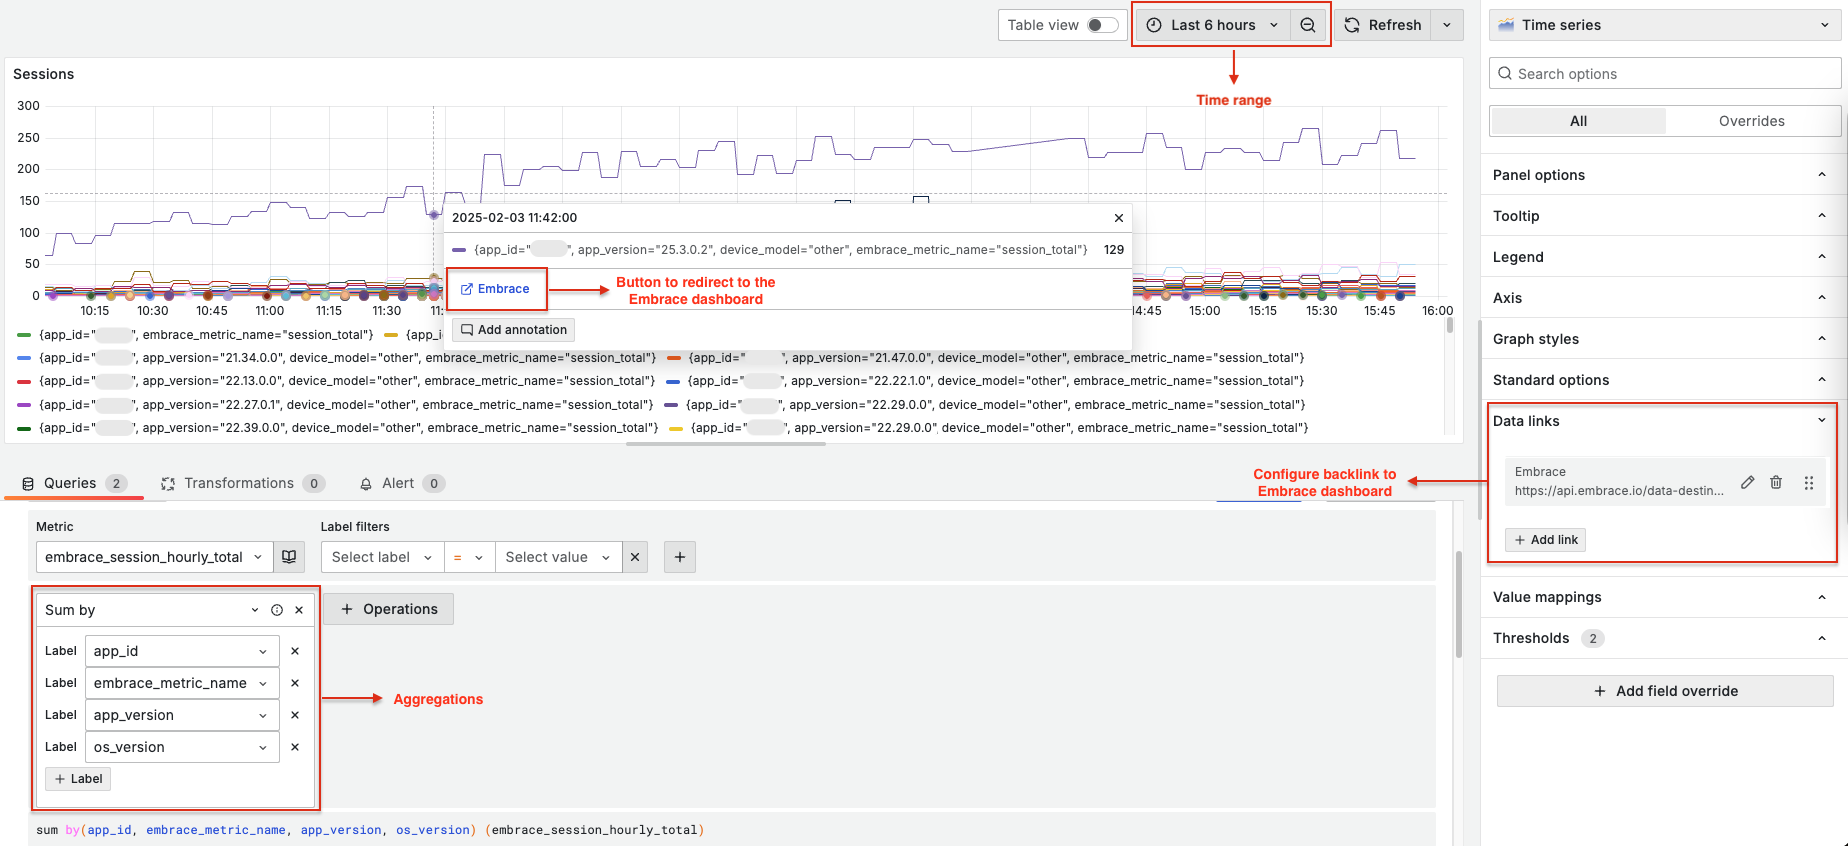 Table view
Last 6 hours
Refresh
Time series
Search options
Time range
All
Overrides
Sessions
300
250
200
150
100
50
0
10:15 10:30 10:45 11:00 11:15 11:30 11: 14:45 15:00 15:15 15:30 15:45 16:00
2025-02-03 11:42:00
{app_id=" ", app_version="25.3.0.2", device_model="other", embrace_metric_name="session_total"} 129
Embrace
Button to redirect to the
Embrace dashboard
Add annotation
{app_id=" ", embrace_metric_name="session_total"} {app_i
{app_id=" ", app_version="21.34.0.0", device_model="other", embrace_metric_name="session_total"} {app_id=" ", app_version="21.47.0.0", device_model="other", embrace_metric_name="session_total"}
{app_id=" ", app_version="22.13.0.0", device_model="other", embrace_metric_name="session_total"} {app_id=" ", app_version="22.22.1.0", device_model="other", embrace_metric_name="session_total"}
{app_id=" ", app_version="22.27.0.1", device_model="other", embrace_metric_name="session_total"} {app_id=" ", app_version="22.29.0.0", device_model="other", embrace_metric_name="session_total"}
{app_id=" ", app_version="22.39.0.0", device_model="other", embrace_metric_name="session_total"} {app_id=" ", app_version="22.29.0.0", device_model="other", embrace_metric_name="session_total"}
Panel options
Tooltip
Legend
Axis
Graph styles
Standard options
Data links
Embrace
https://api.embrace.io/data-destin...
+ Add link
Configure backlink to
Embrace dashboard
Value mappings
Thresholds 2
+ Add field override
Queries 2
Transformations 0
Alert 0
Metric
Label filters
embrace_session_hourly_total
Select label
=
Select value
+
Sum by
+ Operations
Label app_id
Label embrace_metric_name
Label app_version
Label os_version
+ Label
Aggregations
sum by(app_id, embrace_metric_name, app_version, os_version) (embrace_session_hourly_total)